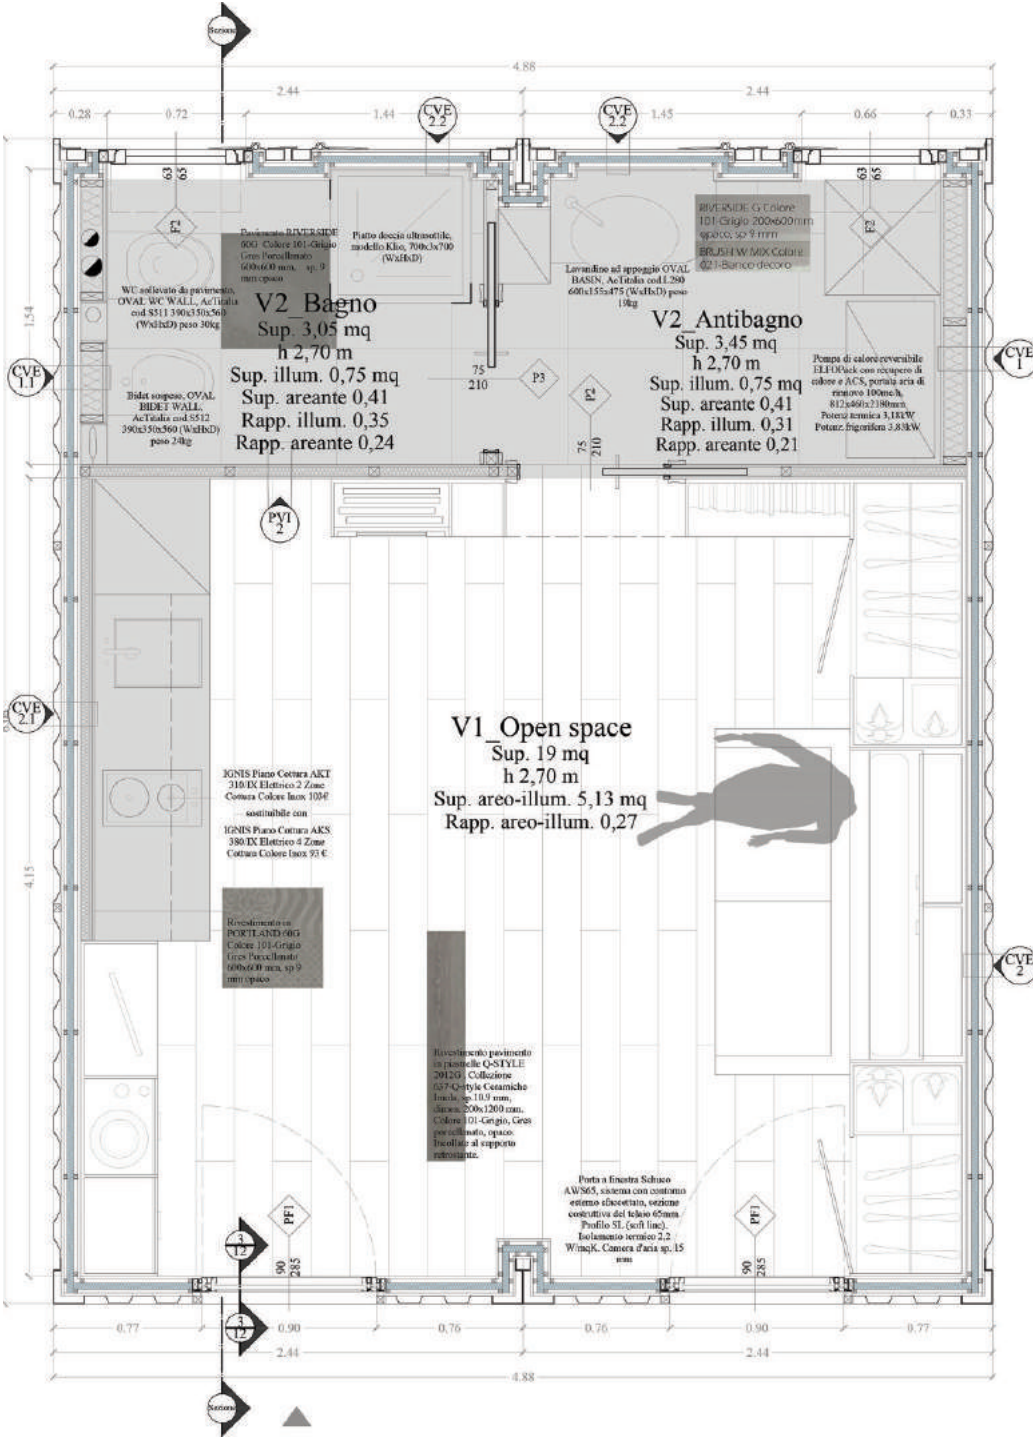 Sezione
4.88
2.44
2.44
0.28
0.72
1.44
CVE
2.2
CVE
2.2
1.45
0.66
0.33
63
65
63
65
F2
F2
Pavimento RIVERSIDE
60G Colore 101-Grigio
Gres Porcellanato
600x600 mm, sp. 9
mm opaco
Piatto doccia ultrasottile,
modello Klio, 700x3x700
(WxHxD)
RIVERSIDE G Colore
101-Grigio 200x600mm
opaco, sp 9 mm
BRUSH W MIX Colore
021-Bianco decoro
Lavandino ad appoggio OVAL
BASIN, AeTitalia cod L280
600x155x475 (WxHxD) peso
19kg
WC sollevato da pavimento,
OVAL WC WALL, AeTitalia
cod S511 390x350x560
(WxHxD) peso 30kg
V2_Bagno
Sup. 3,05 mq
h 2,70 m
Sup. illum. 0,75 mq
Sup. areante 0,41
Rapp. illum. 0,35
Rapp. areante 0,24
V2_Antibagno
Sup. 3,45 mq
h 2,70 m
Sup. illum. 0,75 mq
Sup. areante 0,41
Rapp. illum. 0,31
Rapp. areante 0,21
1.54
CVE
1.1
CVE
1
Bidet sospeso, OVAL
BIDET WALL,
AeTitalia cod S512
390x350x560 (WxHxD)
peso 24kg
Pompa di calore reversibile
ELFOPack con recupero di
calore e ACS, portata aria di
rinnovo 100mc/h,
812x460x2180mm
Potenz termica 3,18kW
Potenz frigorifera 3,83kW
75
210
P3
P2
75
210
PVI
2
CVE
2.1
V1_Open space
Sup. 19 mq
h 2,70 m
Sup. areo-illum. 5,13 mq
Rapp. areo-illum. 0,27
IGNIS Piano Cottura AKT
310/IX Elettrico 2 Zone
Cottura Colore Inox 103€
sostituibile con
IGNIS Piano Cottura AKS
380/IX Elettrico 4 Zone
Cottura Colore Inox 93 €
4.15
Rivestimento in
PORTLAND 60G
Colore 101-Grigio
Gres Porcellanato
600x600 mm, sp 9
mm opaco
CVE
2
Rivestimento pavimento
in piastrelle Q-STYLE
2012G , Collezione
637-Q-style Ceramiche
Imola, sp.10.9 mm,
dimen. 200x1200 mm,
Colore 101-Grigio, Gres
porcellanato, opaco.
Incollate al supporto
retrostante.
Porta a finestra Schuco
AWS65, sistema con contorno
esterno sfaccettato, sezione
costruttiva del telaio 65mm
Profilo SL (soft line).
Isolamento termico 2,2
W/mqK. Camera d'aria sp. 15
mm
PF1
90
285
PF1
90
285
3
12
3
12
0.77
0.90
0.76
0.76
0.90
0.77
2.44
2.44
4.88
Sezione